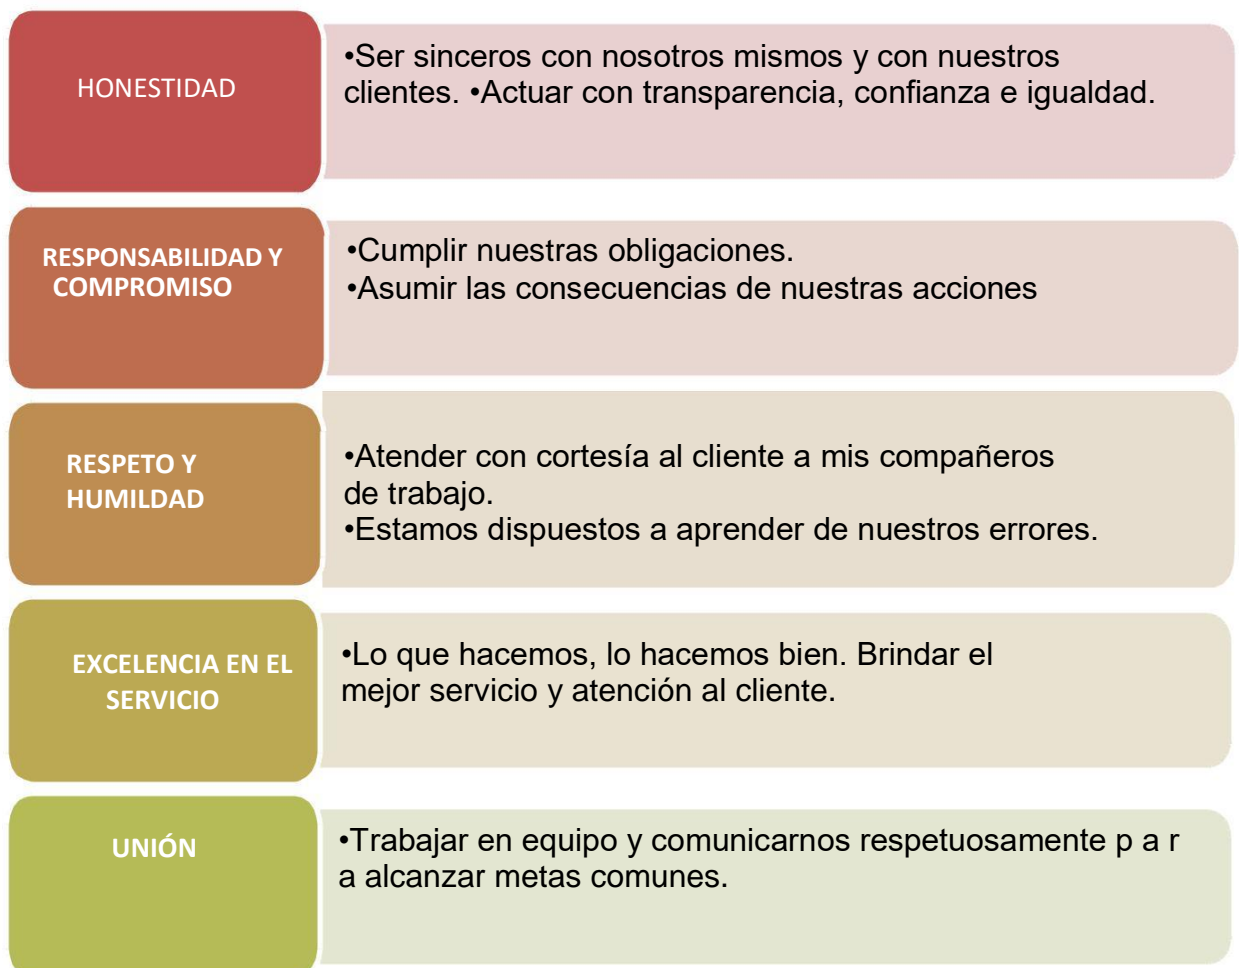 HONESTIDAD
•Ser sinceros con nosotros mismos y con nuestros
clientes. •Actuar con transparencia, confianza e igualdad.
RESPONSABILIDAD Y
COMPROMISO
•Cumplir nuestras obligaciones.
•Asumir las consecuencias de nuestras acciones
RESPETO Y
HUMILDAD
•Atender con cortesía al cliente a mis compañeros
de trabajo.
•Estamos dispuestos a aprender de nuestros errores.
EXCELENCIA EN EL
SERVICIO
•Lo que hacemos, lo hacemos bien. Brindar el
mejor servicio y atención al cliente.
UNIÓN
•Trabajar en equipo y comunicarnos respetuosamente p a r
a alcanzar metas comunes.